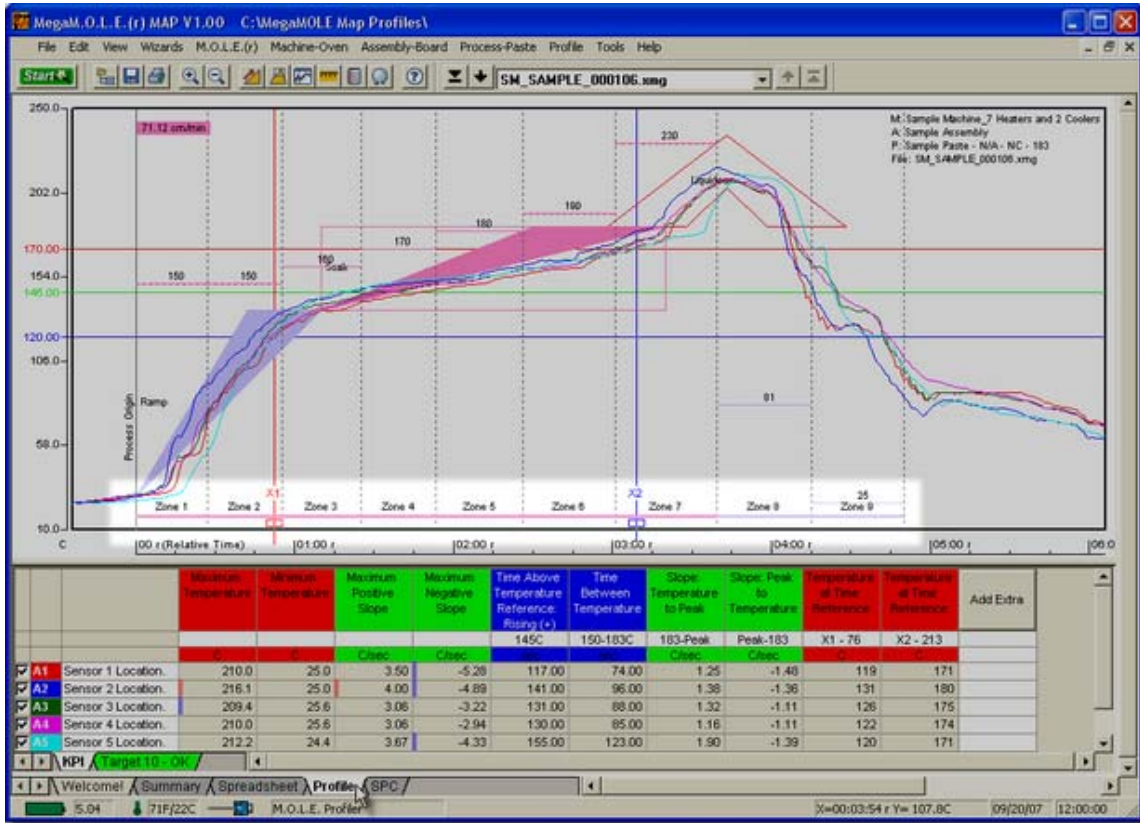 MegaM.O.L.E.(r) MAP V1.00 C:\MegaMOLE Map Profiles\
File Edit View Wizards M.O.L.E.(r) Machine-Oven Assembly-Board Process-Paste Profile Tools Help
Start SM_SAMPLE_000106.xmg
250.0
71.12 cm/min
230
M: Sample Machine_7 Heaters and 2 Coolers
A: Sample Assembly
P: Sample Paste - N/A - NC - 183
File: SM_SAMPLE_000106.xmg
202.0
190
180
170
170.00
160
Soak
154.0
150 150
145.00
120.00
106.0
Ramp
81
Process Origin
58.0
X1 X2
25
Zone 1 Zone 2 Zone 3 Zone 4 Zone 5 Zone 6 Zone 7 Zone 8 Zone 9
10.0
C 00 r (Relative Time) 01:00 r 02:00 r 03:00 r 04:00 r 05:00 r 06:0
Maximum Temperature Minimum Temperature Maximum Positive Slope Maximum Negative Slope Time Above Temperature Reference: Rising (+) Time Between Temperature Slope: Temperature to Peak Slope: Peak to Temperature Temperature at Time Reference Temperature at Time Reference Add Extra
145C 150-183C 183-Peak Peak-183 X1 - 76 X2 - 213
C C C/sec C/sec C/sec C/sec C C
A1 Sensor 1 Location. 210.0 25.0 3.50 -5.28 117.00 74.00 1.25 -1.48 119 171
A2 Sensor 2 Location. 216.1 25.0 4.00 -4.89 141.00 96.00 1.38 -1.36 131 180
A3 Sensor 3 Location. 209.4 25.6 3.06 -3.22 131.00 88.00 1.32 -1.11 126 175
A4 Sensor 4 Location. 210.0 25.6 3.06 -2.94 130.00 85.00 1.16 -1.11 122 174
A5 Sensor 5 Location. 212.2 24.4 3.67 -4.33 155.00 123.00 1.90 -1.39 120 171
KPI Target 10 - OK
Welcome! Summary Spreadsheet Profile SPC
5.04 71F/22C M.O.L.E. Profiler X=00:03:54 r Y= 107.8C 09/20/07 12:00:00